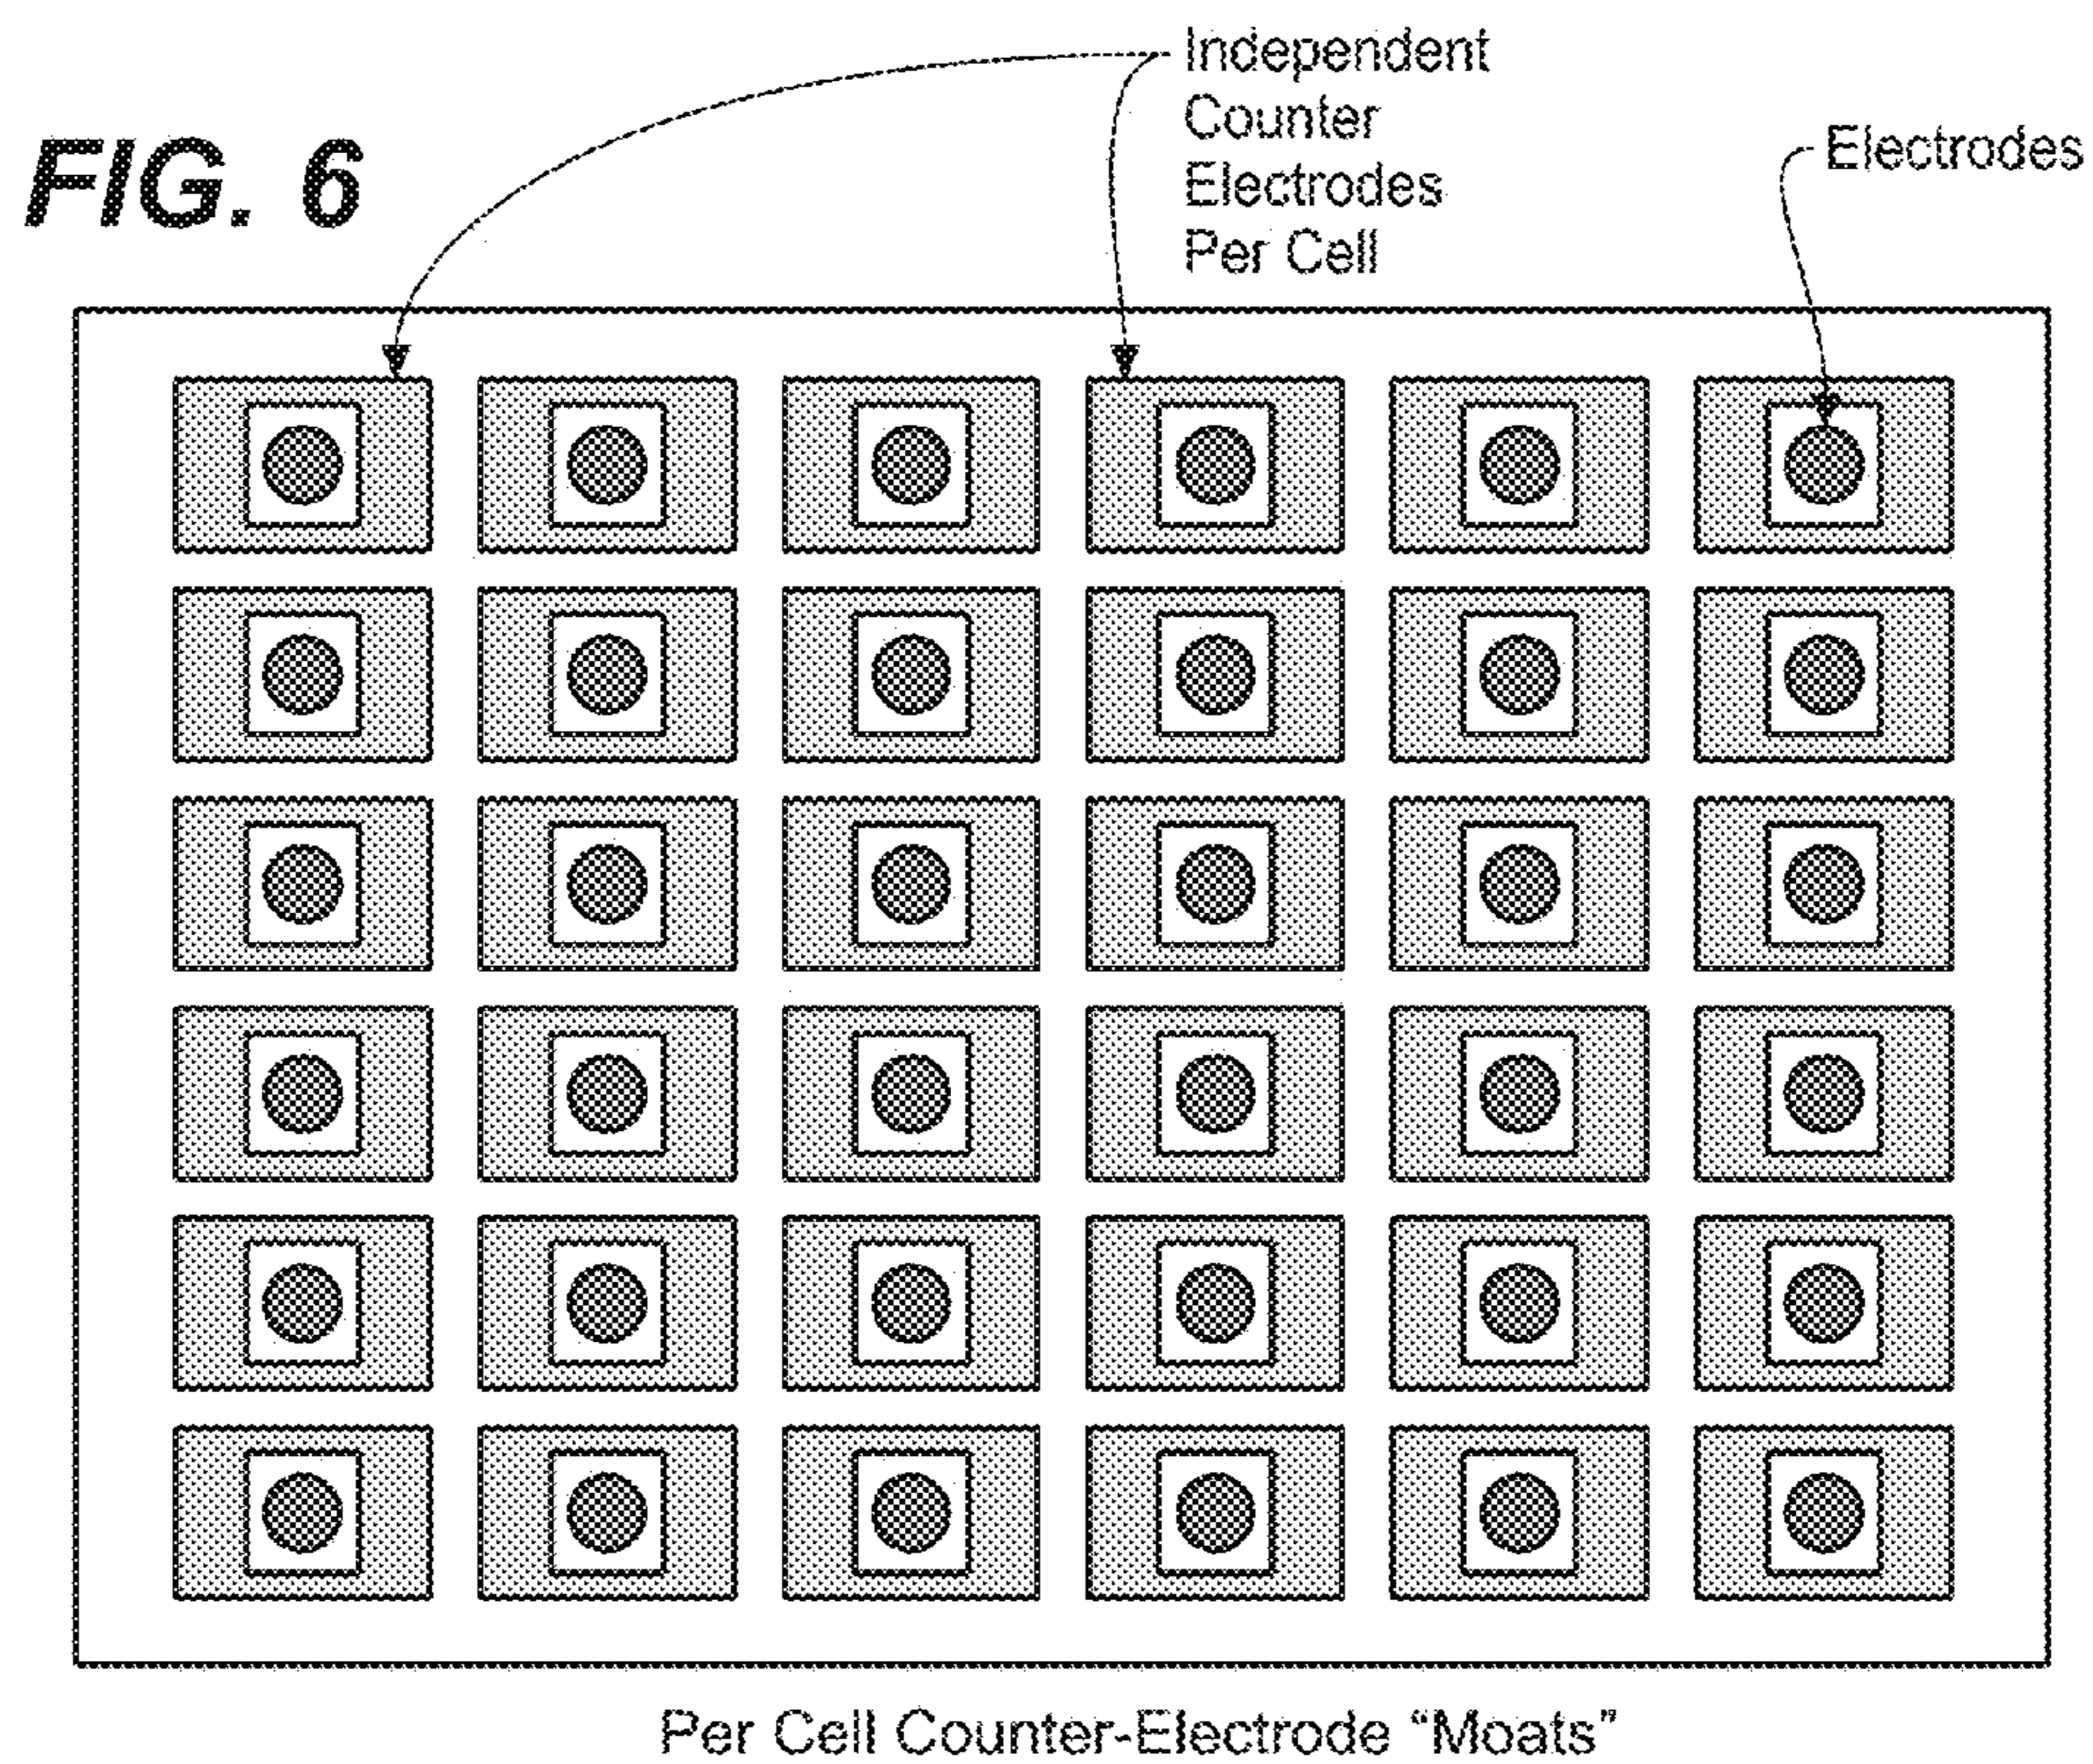 FIG. 6
Independent
Counter
Electrodes
Per Cell
Electrodes
Per Cell Counter-Electrode “Moats”